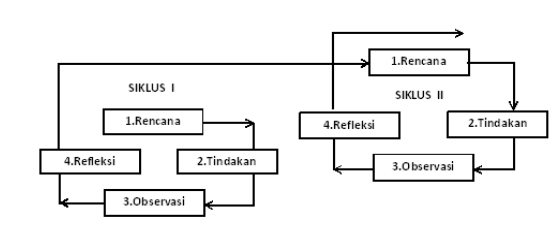 SIKLUS I
1.Rencana
2.Tindakan
3.Observasi
4.Refleksi
SIKLUS II
1.Rencana
2.Tindakan
3.Observasi
4.Refleksi